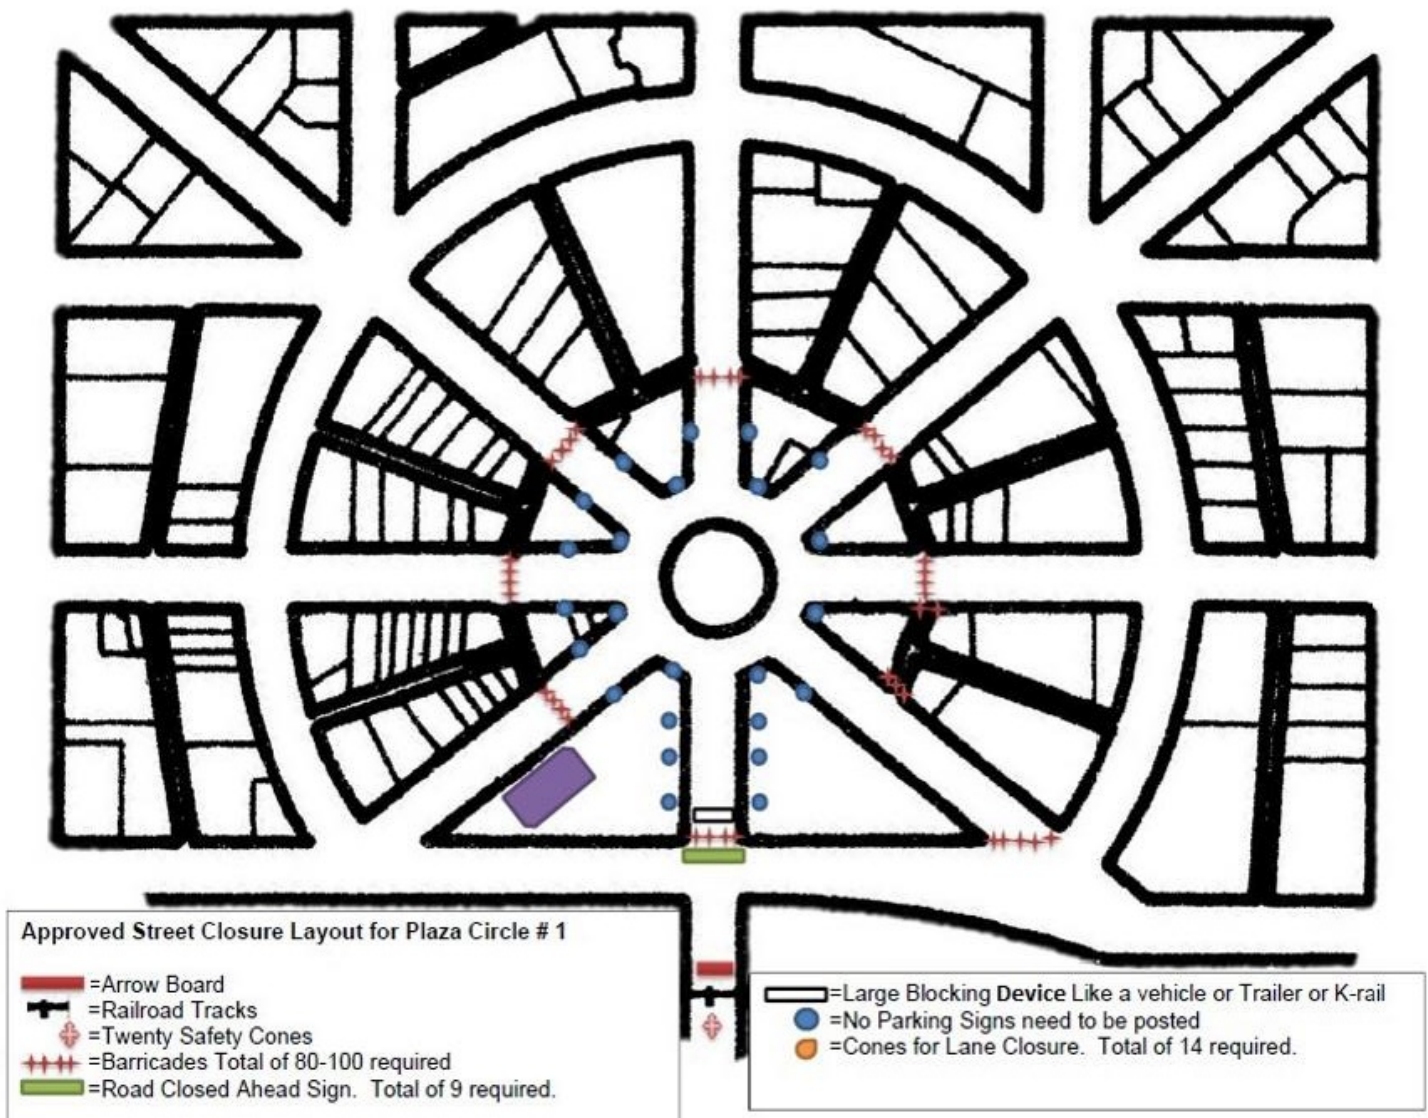 Approved Street Closure Layout for Plaza Circle # 1
=Arrow Board
=Railroad Tracks
=Twenty Safety Cones
=Barricades Total of 80-100 required
=Road Closed Ahead Sign.  Total of 9 required.
=Large Blocking Device Like a vehicle or Trailer or K-rail
=No Parking Signs need to be posted
=Cones for Lane Closure.  Total of 14 required.